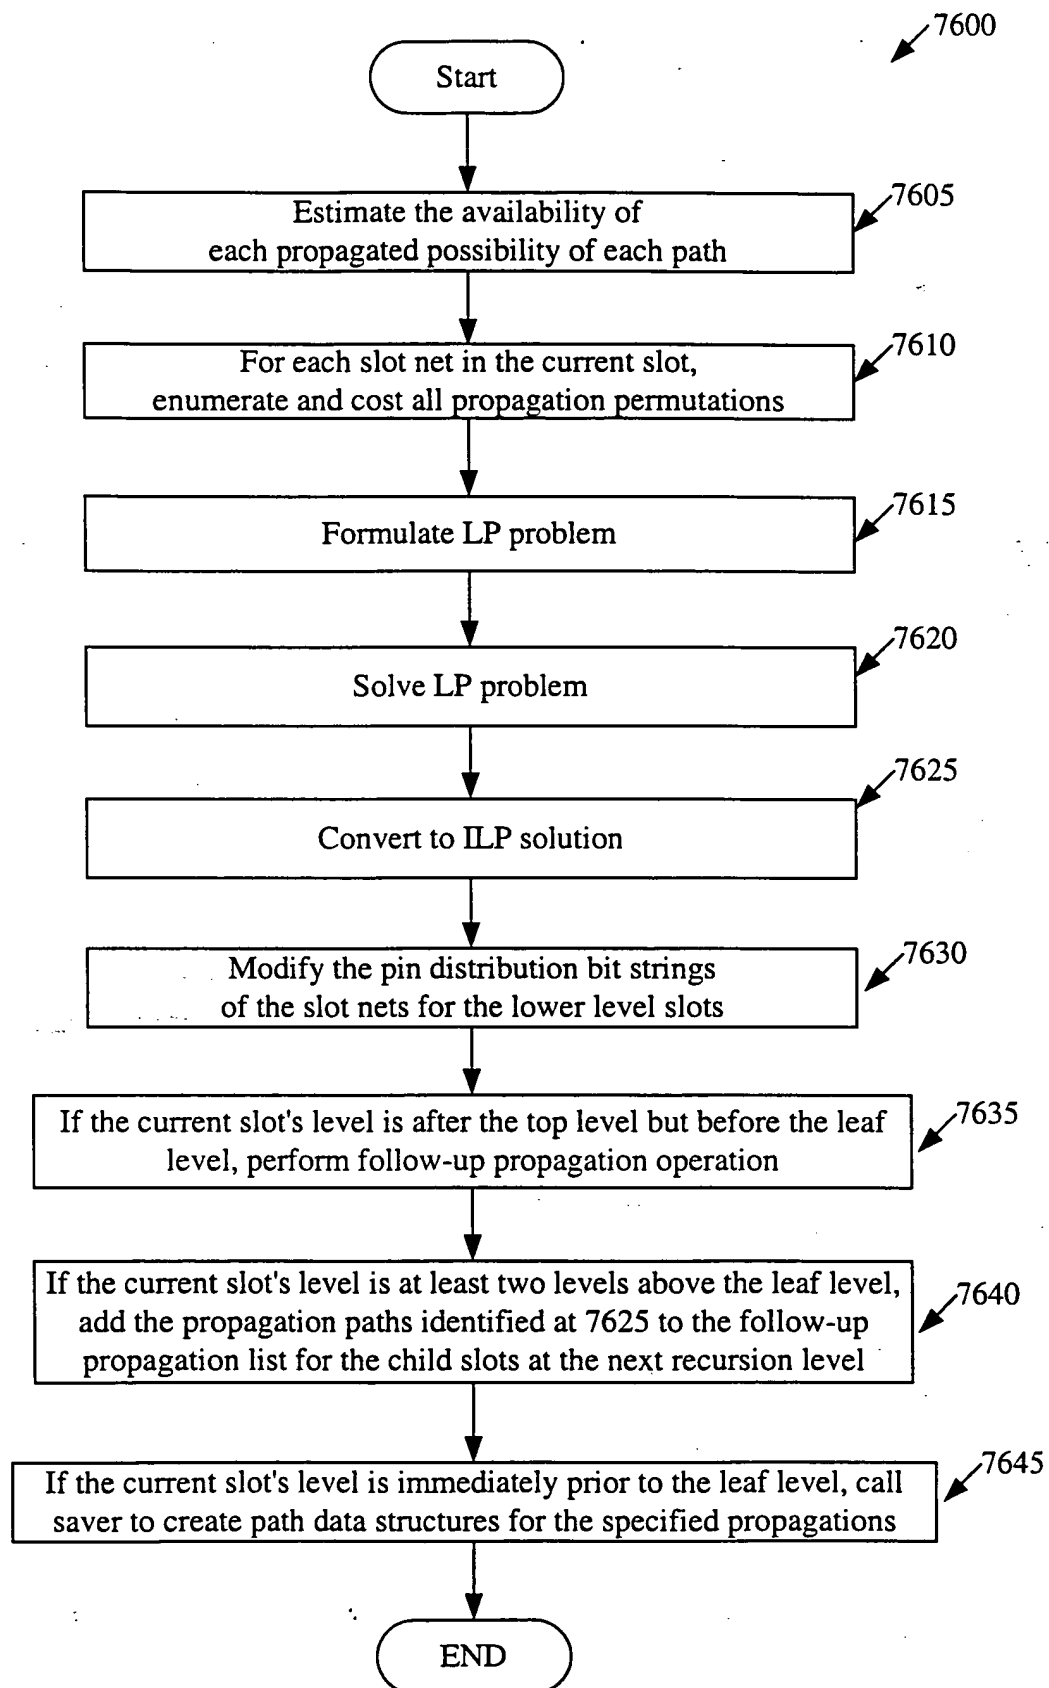 7600
Start
7605
Estimate the availability of
each propagated possibility of each path
7610
For each slot net in the current slot,
enumerate and cost all propagation permutations
7615
Formulate LP problem
7620
Solve LP problem
7625
Convert to ILP solution
7630
Modify the pin distribution bit strings
of the slot nets for the lower level slots
7635
If the current slot's level is after the top level but before the leaf
level, perform follow-up propagation operation
7640
If the current slot's level is at least two levels above the leaf level,
add the propagation paths identified at 7625 to the follow-up
propagation list for the child slots at the next recursion level
7645
If the current slot's level is immediately prior to the leaf level, call
saver to create path data structures for the specified propagations
END